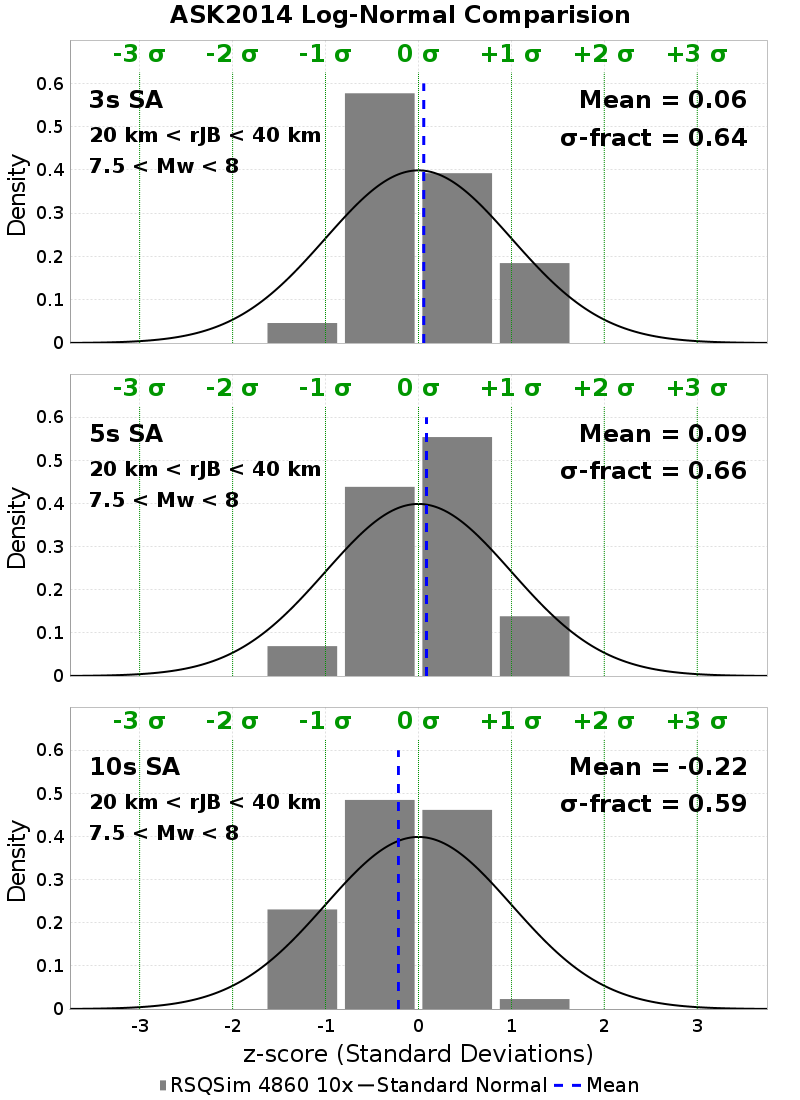 ASK2014 Log-Normal Comparision
-3 σ -2 σ -1 σ 0 σ +1 σ +2 σ +3 σ
3s SA
20 km < rJB < 40 km
7.5 < Mw < 8
Mean = 0.06
σ-fract = 0.64
Density
0.6
0.5
0.4
0.3
0.2
0.1
0
-3 σ -2 σ -1 σ 0 σ +1 σ +2 σ +3 σ
5s SA
20 km < rJB < 40 km
7.5 < Mw < 8
Mean = 0.09
σ-fract = 0.66
Density
0.6
0.5
0.4
0.3
0.2
0.1
0
-3 σ -2 σ -1 σ 0 σ +1 σ +2 σ +3 σ
10s SA
20 km < rJB < 40 km
7.5 < Mw < 8
Mean = -0.22
σ-fract = 0.59
Density
0.6
0.5
0.4
0.3
0.2
0.1
0
-3 -2 -1 0 1 2 3
z-score (Standard Deviations)
RSQSim 4860 10x Standard Normal Mean